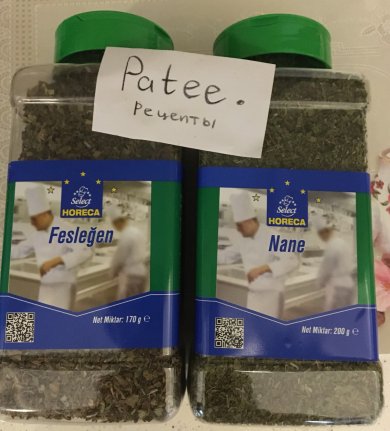 Patee.
Рецепты
Select
HORECA
Fesleğen
Net Miktar: 170 g ℮
Select
HORECA
Nane
Net Miktar: 200 g ℮